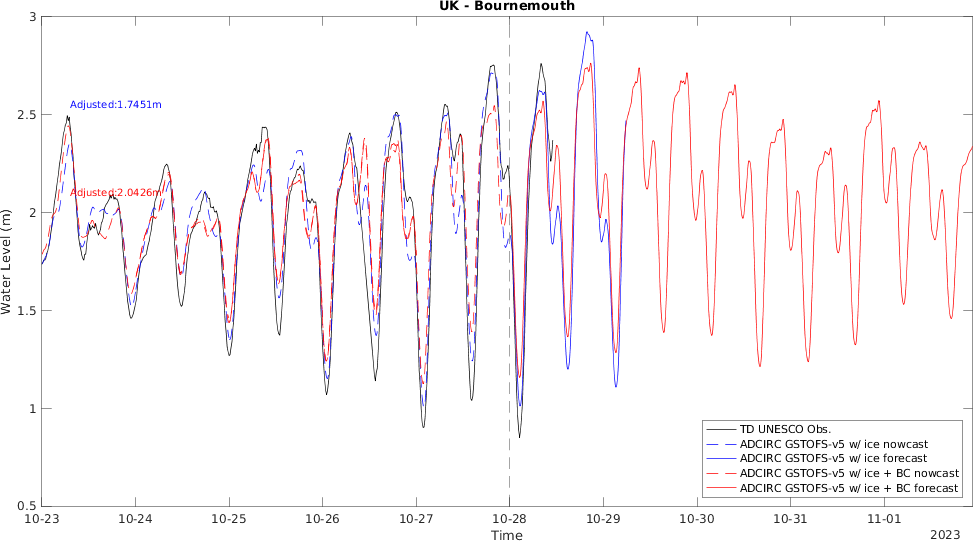 UK - Bournemouth
3
2.5
2
1.5
1
0.5
Water Level (m)
Adjusted:1.7451m
Adjusted:2.0426m
TD UNESCO Obs.
ADCIRC GSTOFS-v5 w/ ice nowcast
ADCIRC GSTOFS-v5 w/ ice forecast
ADCIRC GSTOFS-v5 w/ ice + BC nowcast
ADCIRC GSTOFS-v5 w/ ice + BC forecast
10-23 10-24 10-25 10-26 10-27 10-28 10-29 10-30 10-31 11-01
Time
2023